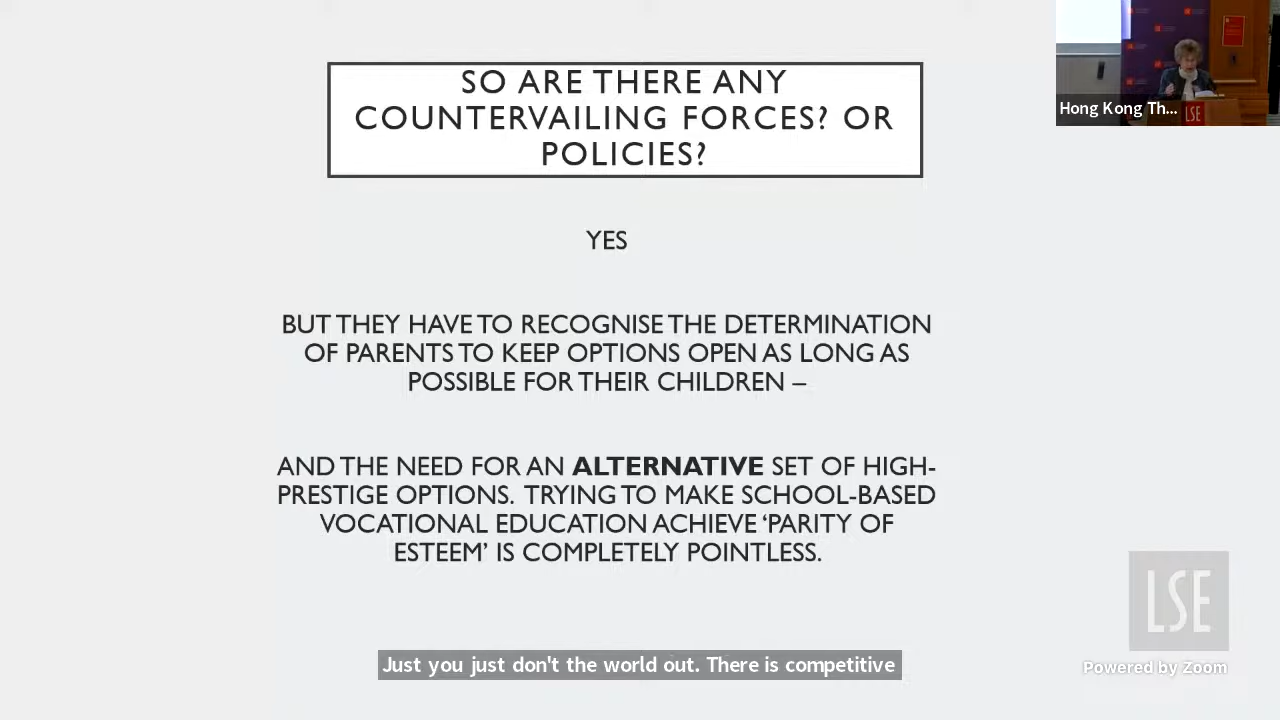 SO ARE THERE ANY
COUNTERVAILING FORCES? OR
POLICIES?
YES
BUT THEY HAVE TO RECOGNISE THE DETERMINATION
OF PARENTS TO KEEP OPTIONS OPEN AS LONG AS
POSSIBLE FOR THEIR CHILDREN –
AND THE NEED FOR AN ALTERNATIVE SET OF HIGH-
PRESTIGE OPTIONS. TRYING TO MAKE SCHOOL-BASED
VOCATIONAL EDUCATION ACHIEVE ‘PARITY OF
ESTEEM’ IS COMPLETELY POINTLESS.
Hong Kong Th...
LSE
LSE
Powered by Zoom
Just you just don't the world out. There is competitive